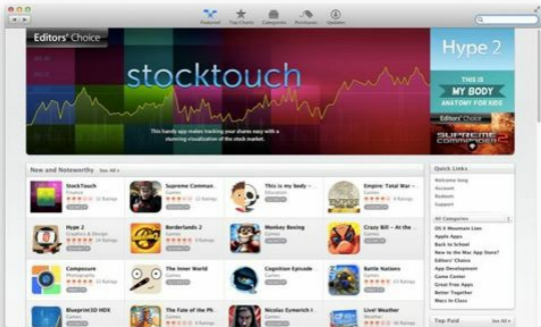 Featured Top Charts Categories Purchases Updates
Editors' Choice
stocktouch
This handy app makes tracking your shares easy with a
stunning visualization of the stock market.
Hype 2
THIS IS
MY BODY
ANATOMY FOR KIDS
Editors' Choice
SUPREME
COMMANDER 2
New and Noteworthy See All
StockTouch
Finance
Supreme Comman…
Games
This is my body –
Education
Empire: Total War –
Games
Hype 2
Graphics & Design
Borderlands 2
Games
Monkey Boxing
Games
Crazy Bill – At the …
Games
Composure
Photography
The Inner World
Games
Cognition Episode
Games
Battle Nations
Games
Blueprint3D HDX
Games
The Fate of the Ph…
Games
Nicolas Eymerich I
Games
Live! Weather
Weather
Quick Links
Welcome
Account
Redeem
Support
All Categories
OS X Mountain Lion
Apple Apps
Back to School
New to the Mac App Store?
Editors' Choice
App Development
Game Center
Great Free Apps
Better Together
Macs in Class
Top Paid See All